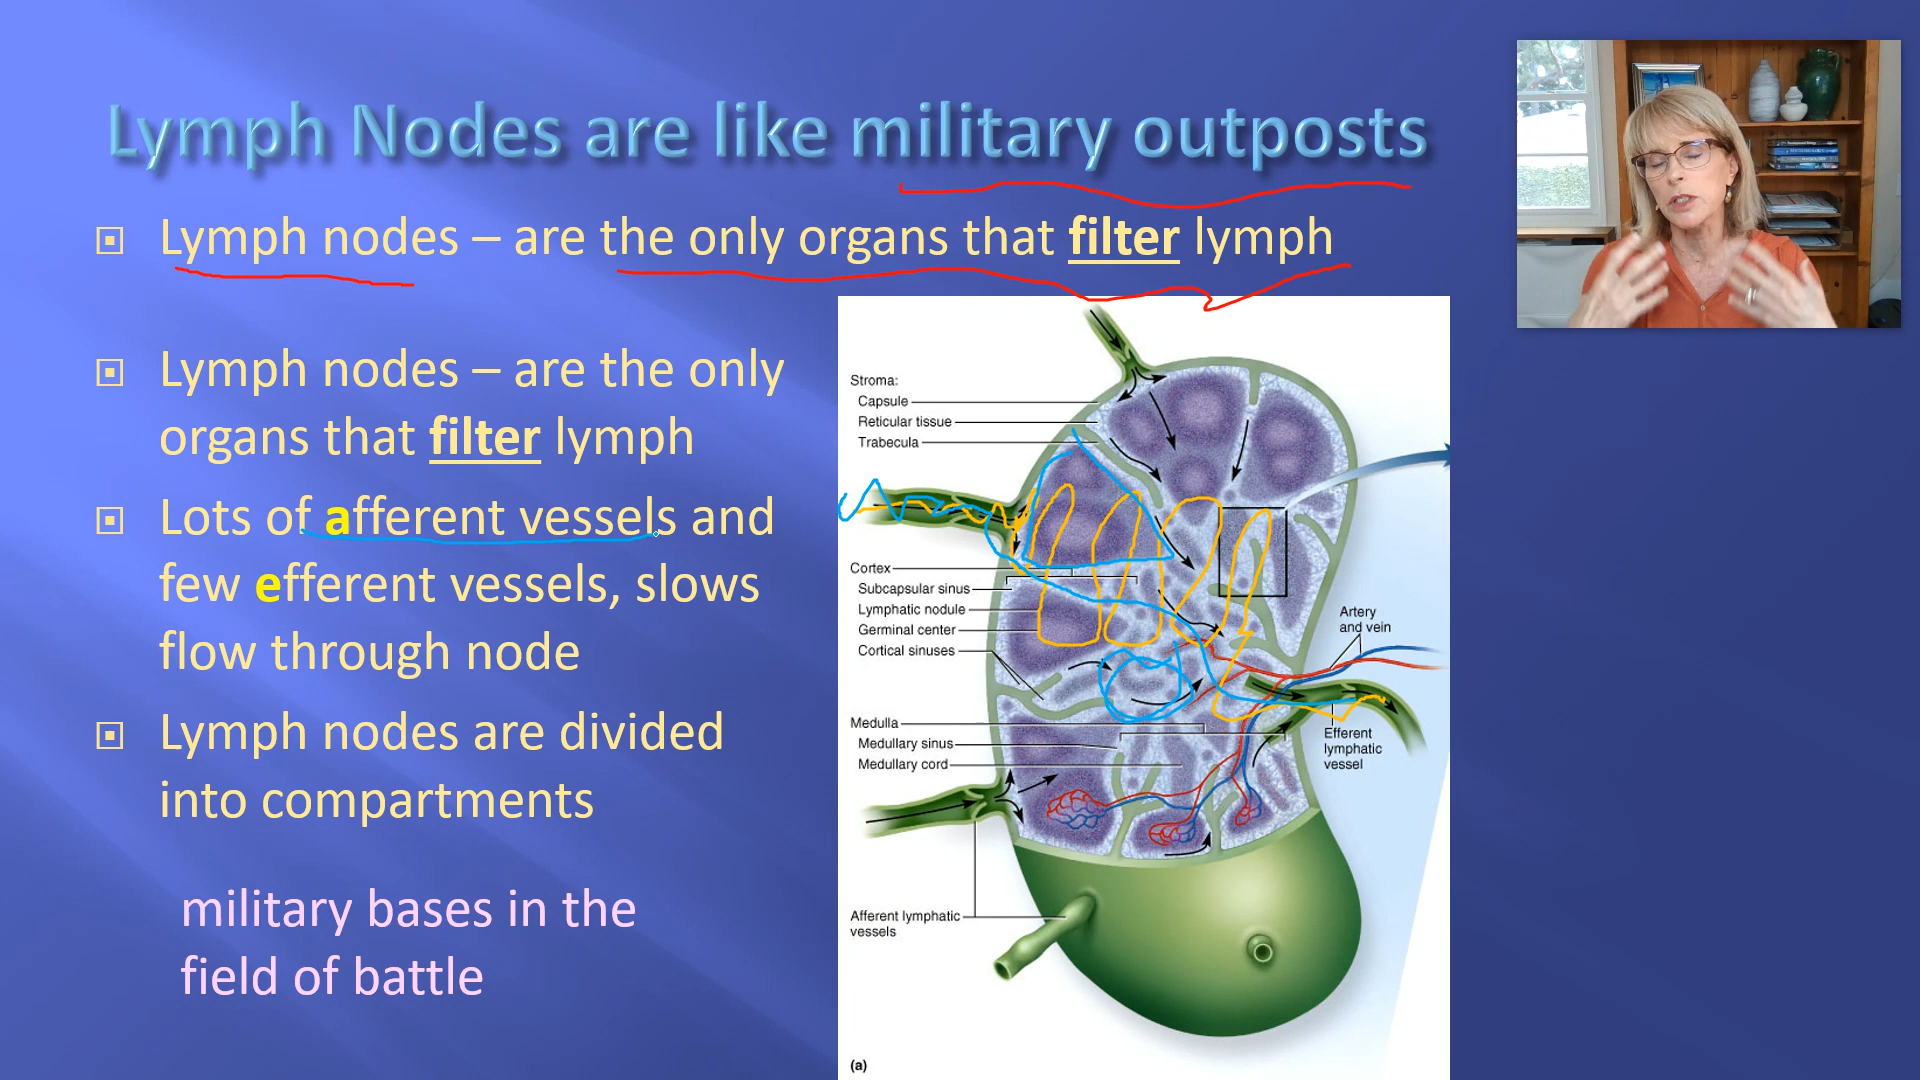 Lymph Nodes are like military outposts
Lymph nodes – are the only organs that filter lymph
Lymph nodes – are the only
organs that filter lymph
Lots of afferent vessels and
few efferent vessels, slows
flow through node
Lymph nodes are divided
into compartments
military bases in the
field of battle
Stroma:
Capsule
Reticular tissue
Trabecula
Cortex
Subcapsular sinus
Lymphatic nodule
Germinal center
Cortical sinuses
Medulla
Medullary sinus
Medullary cord
Afferent lymphatic
vessels
Artery
and vein
Efferent
lymphatic
vessel
(a)